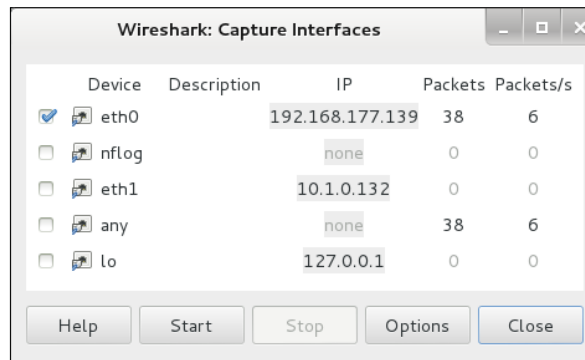 Wireshark: Capture Interfaces
Device Description IP Packets Packets/s
eth0 192.168.177.139 38 6
nflog none 0 0
eth1 10.1.0.132 0 0
any none 38 6
lo 127.0.0.1 0 0
Help Start Stop Options Close